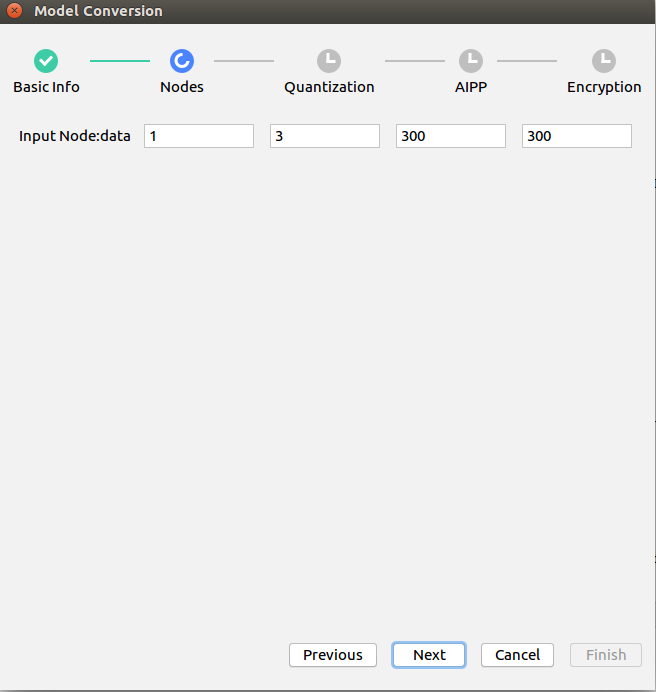 Model Conversion
Basic Info Nodes Quantization AIPP Encryption
Input Node:data 1 3 300 300
Previous Next Cancel Finish